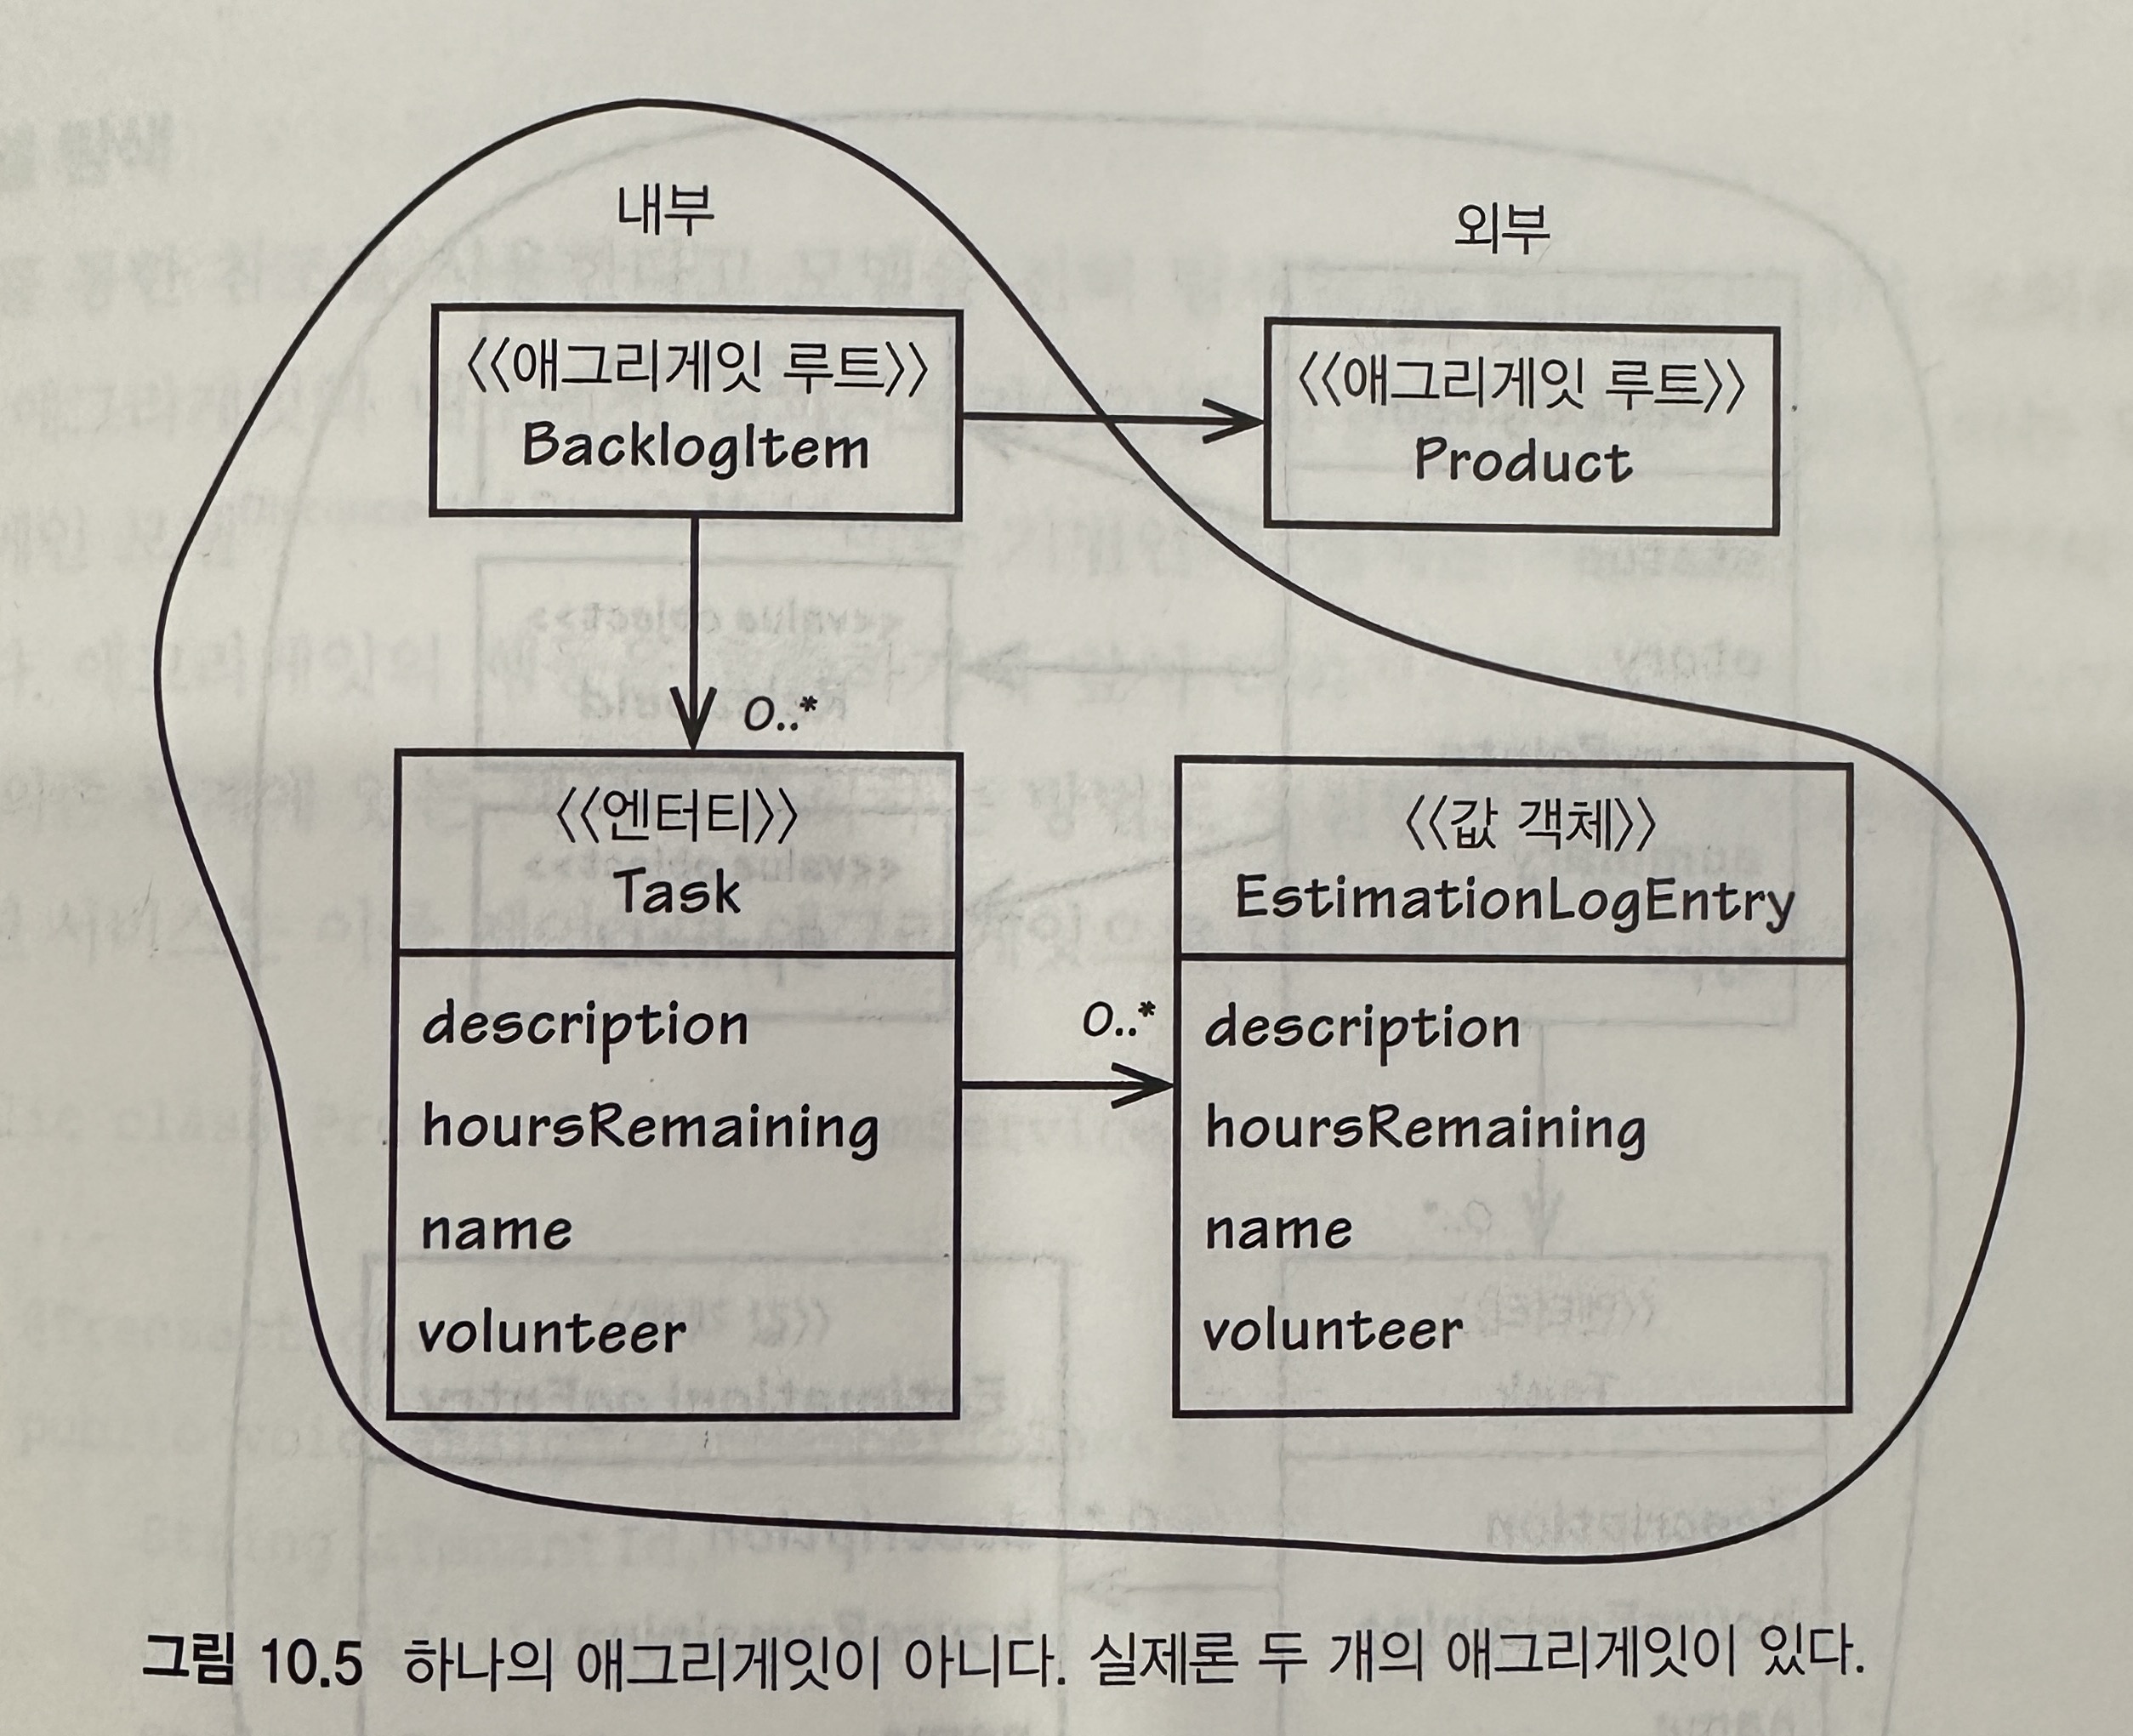 내부
외부
〈〈애그리게잇 루트〉〉
BacklogItem
〈〈애그리게잇 루트〉〉
Product
0..*
〈〈엔터티〉〉
Task
description
hoursRemaining
name
volunteer
0..*
〈〈값 객체〉〉
EstimationLogEntry
description
hoursRemaining
name
volunteer
그림 10.5 하나의 애그리게잇이 아니다. 실제론 두 개의 애그리게잇이 있다.